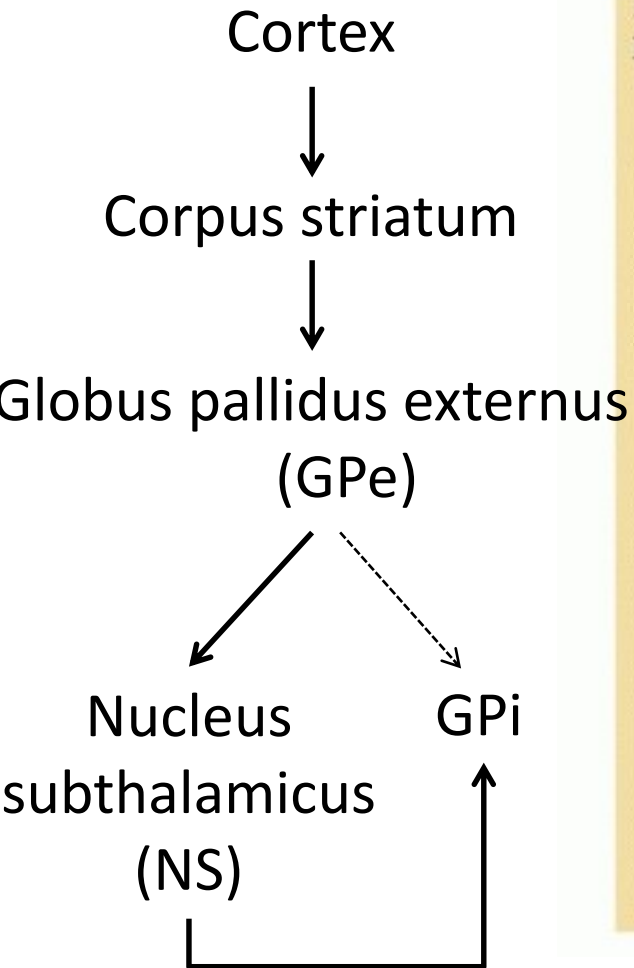 Cortex
Corpus striatum
Globus pallidus externus
(GPe)
Nucleus
subthalamicus
(NS)
GPi